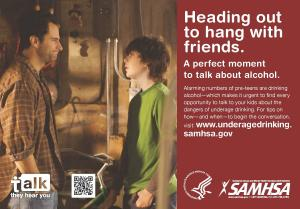 Heading out
to hang with
friends.
A perfect moment
to talk about alcohol.
Alarming numbers of pre-teens are drinking
alcohol—which makes it urgent to find every
opportunity to talk to your kids about the
dangers of underage drinking. For tips on
how—and when—to begin the conversation,
visit www.underagedrinking.
samhsa.gov
talk
they hear you
SAMHSA